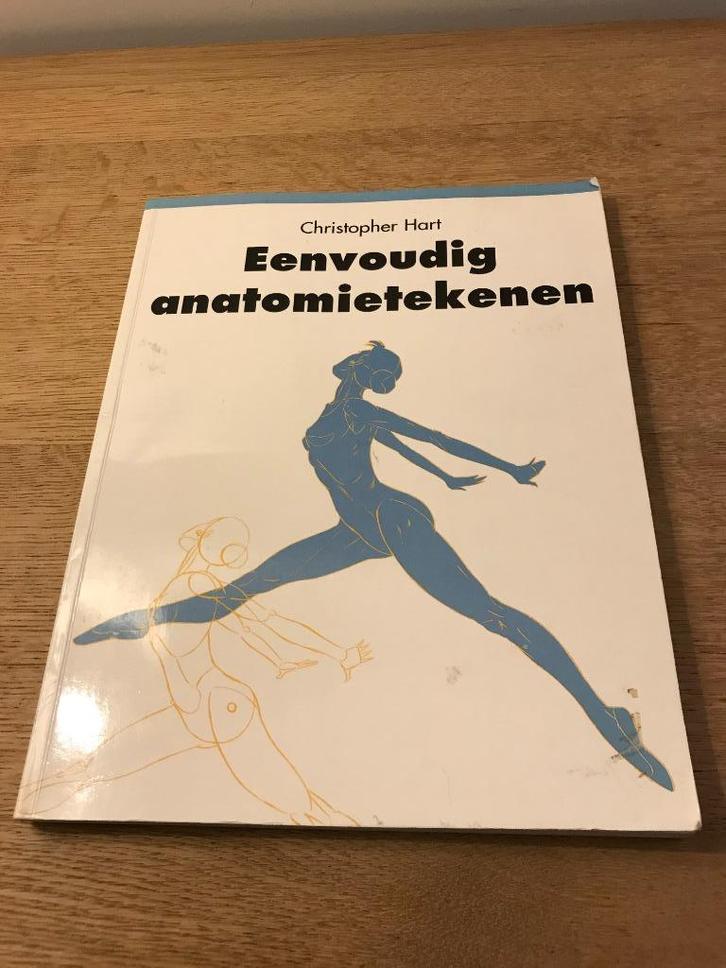 Christopher Hart
Eenvoudig
anatomietekenen